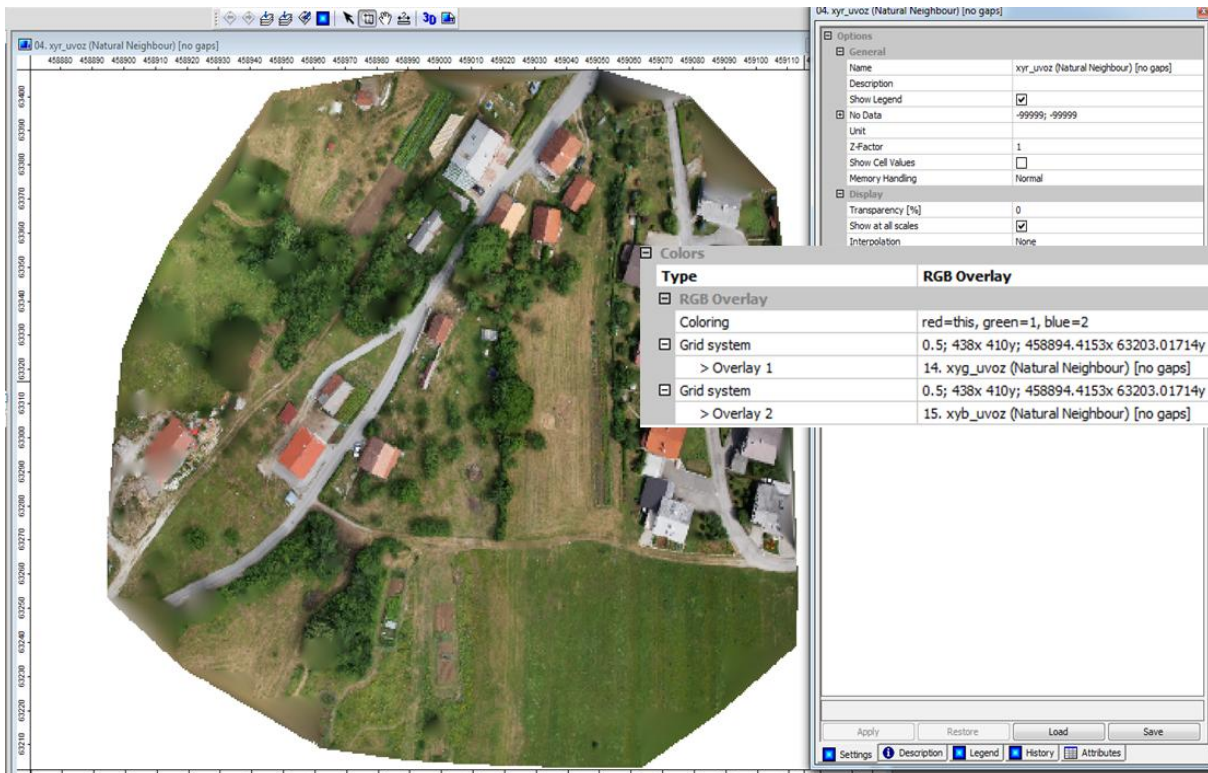 3D
04. xyr_uvoz (Natural Neighbour) [no gaps]
458880 458890 458900 458910 458920 458930 458940 458950 458960 458970 458980 458990 459000 459010 459020 459030 459040 459050 459060 459070 459080 459090 459100 459110
63400
63390
63380
63370
63360
63350
63340
63330
63320
63310
63300
63290
63280
63270
63260
63250
63240
63230
63220
63210
04. xyr_uvoz (Natural Neighbour) [no gaps]
Options
General
Name xyr_uvoz (Natural Neighbour) [no gaps]
Description
Show Legend
No Data -99999; -99999
Unit
Z-Factor 1
Show Cell Values
Memory Handling Normal
Display
Transparency [%] 0
Show at all scales
Interpolation None
Colors
Type RGB Overlay
RGB Overlay
Coloring red=this, green=1, blue=2
Grid system 0.5; 438x 410y; 458894.4153x 63203.01714y
> Overlay 1 14. xyg_uvoz (Natural Neighbour) [no gaps]
Grid system 0.5; 438x 410y; 458894.4153x 63203.01714y
> Overlay 2 15. xyb_uvoz (Natural Neighbour) [no gaps]
Apply Restore Load Save
Settings Description Legend History Attributes